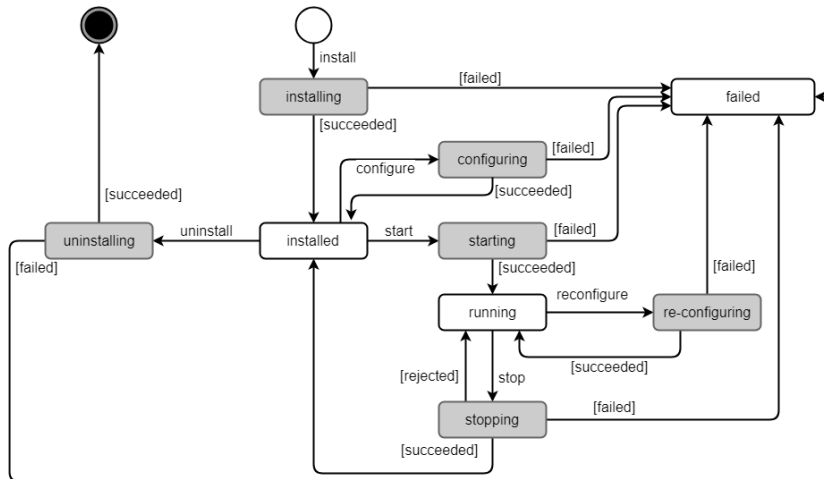 install
installing
[failed]
failed
[succeeded]
configure
configuring
[failed]
[succeeded]
[succeeded]
uninstalling
uninstall
installed
start
starting
[failed]
[failed]
[succeeded]
[failed]
running
reconfigure
re-configuring
[succeeded]
[rejected]
stop
stopping
[failed]
[succeeded]